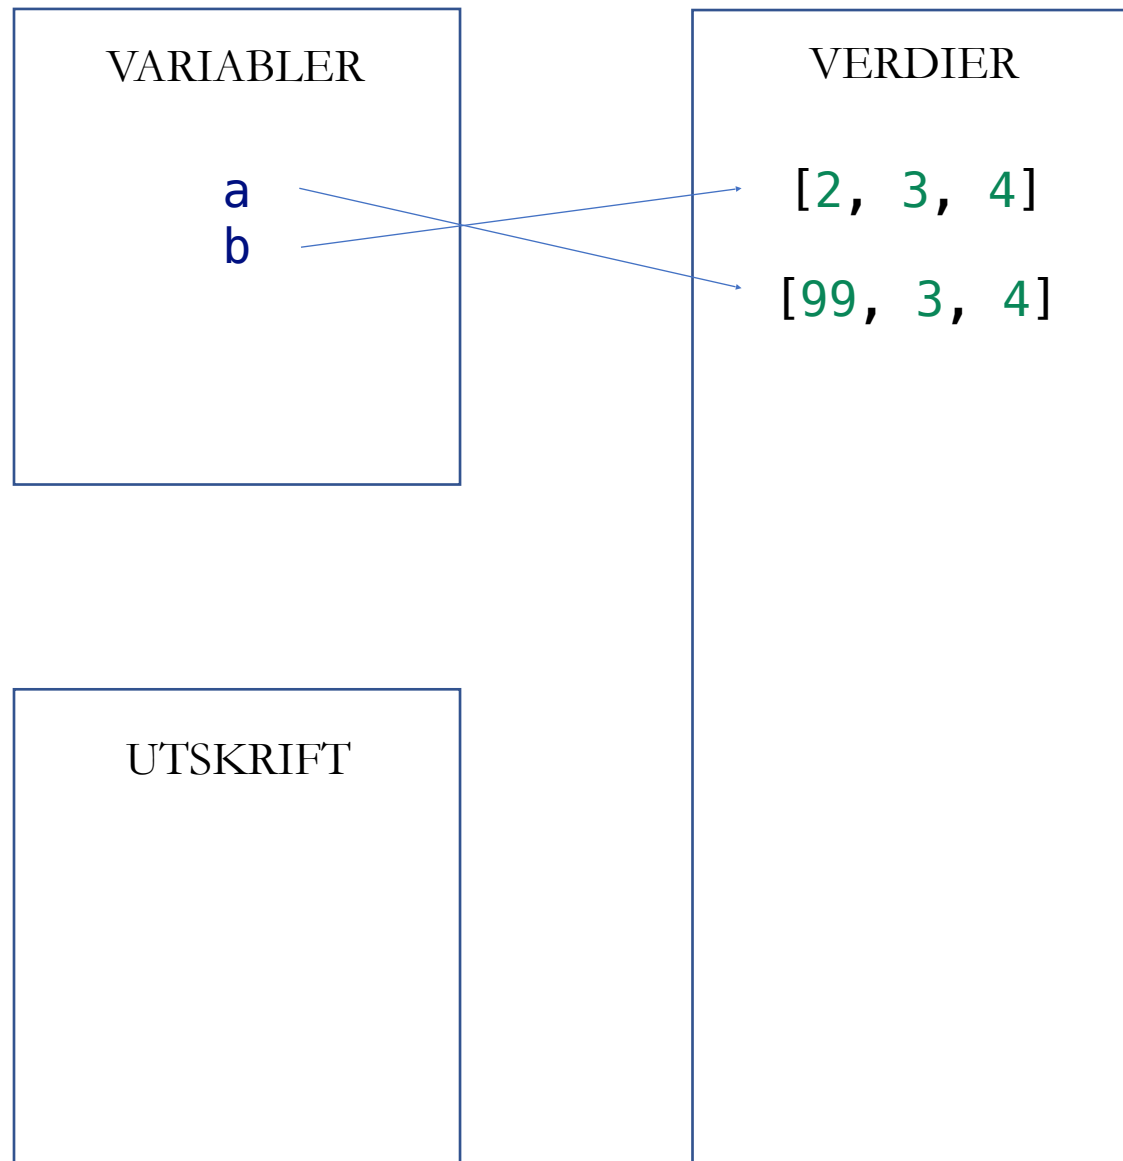 VARIABLER
a
b
VERDIER
[2, 3, 4]
[99, 3, 4]
UTSKRIFT